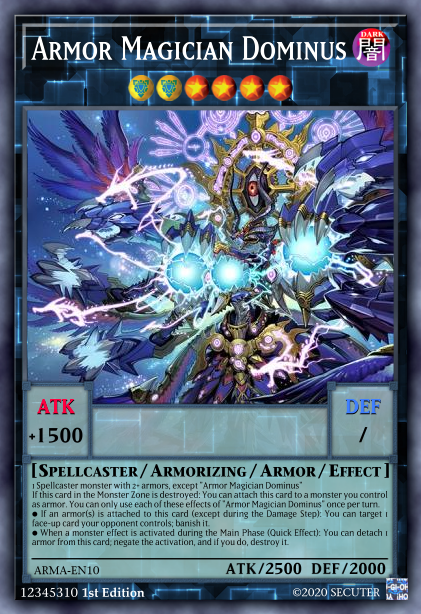 Armor Magician Dominus
DARK
闇
ATK
DEF
+1500
/
[Spellcaster / Armorizing / Armor / Effect]
1 Spellcaster monster with 2+ armors, except "Armor Magician Dominus"
If this card in the Monster Zone is destroyed: You can attach this card to a monster you control
as armor. You can only use each of these effects of "Armor Magician Dominus" once per turn.
● If an armor(s) is attached to this card (except during the Damage Step): You can target 1
face-up card your opponent controls; banish it.
● When a monster effect is activated during the Main Phase (Quick Effect): You can detach 1
armor from this card; negate the activation, and if you do, destroy it.
ARMA-EN10
ATK/2500 DEF/2000
12345310 1st Edition
©2020 SECUTER